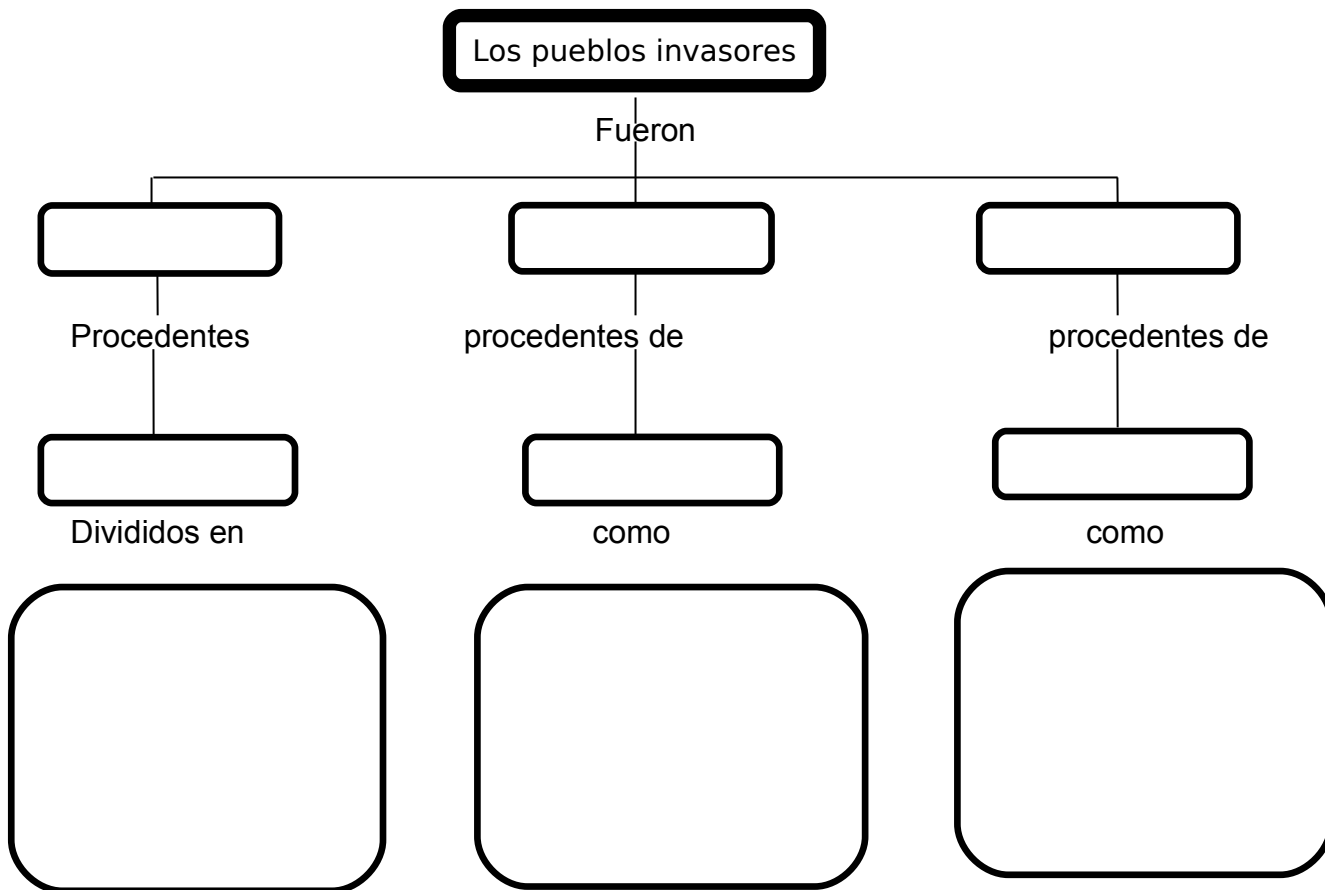 Los pueblos invasores
Fueron
Procedentes
procedentes de
procedentes de
Divididos en
como
como